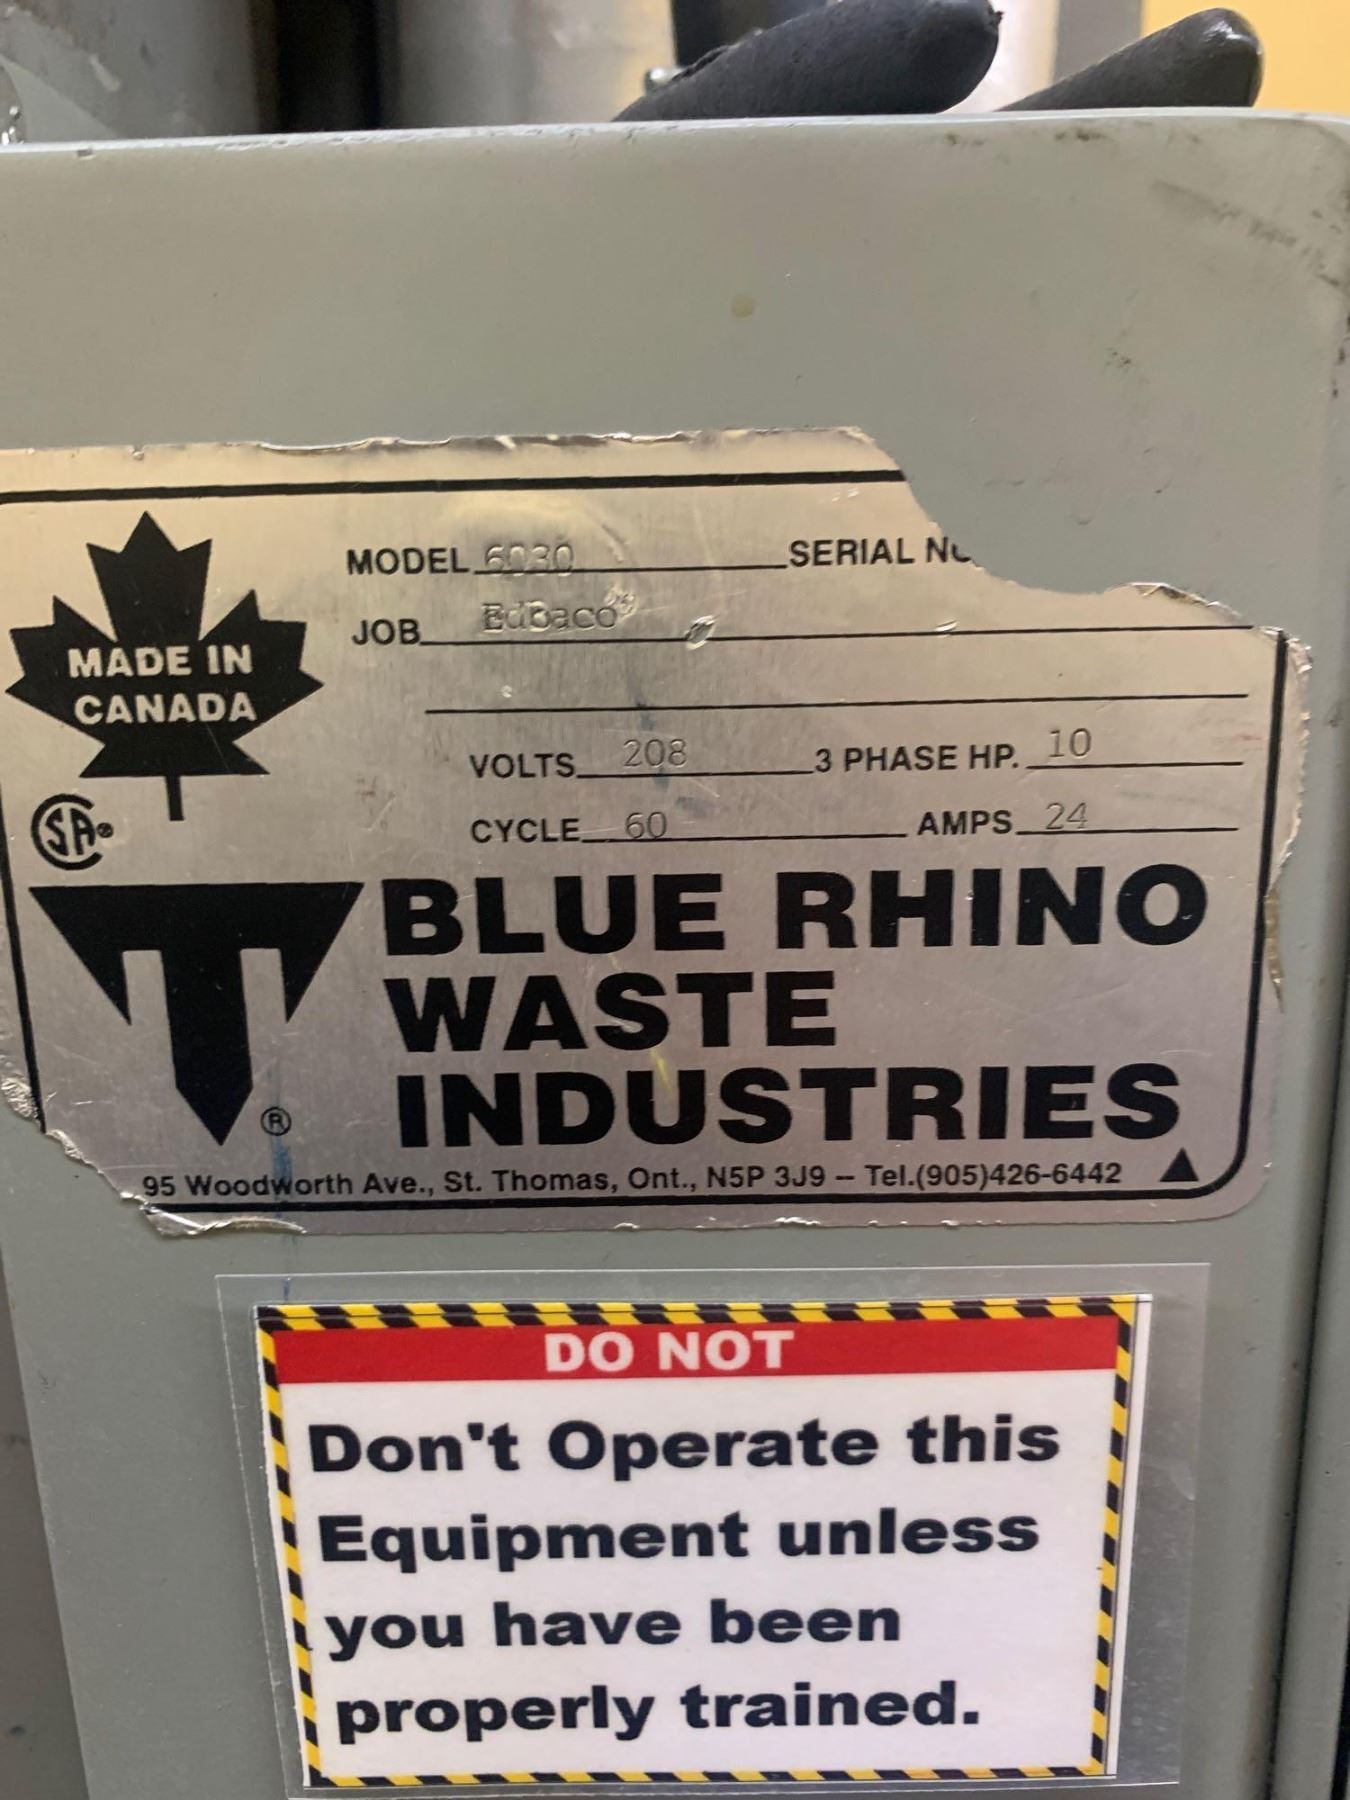 MADE IN
CANADA
MODEL 6030 SERIAL
JOB Edbaco
VOLTS 208 3 PHASE HP. 10
CYCLE 60 AMPS 24
SA®
T®
BLUE RHINO
WASTE
INDUSTRIES
95 Woodworth Ave., St. Thomas, Ont., N5P 3J9 – Tel.(905)426-6442
DO NOT
Don't Operate this
Equipment unless
you have been
properly trained.